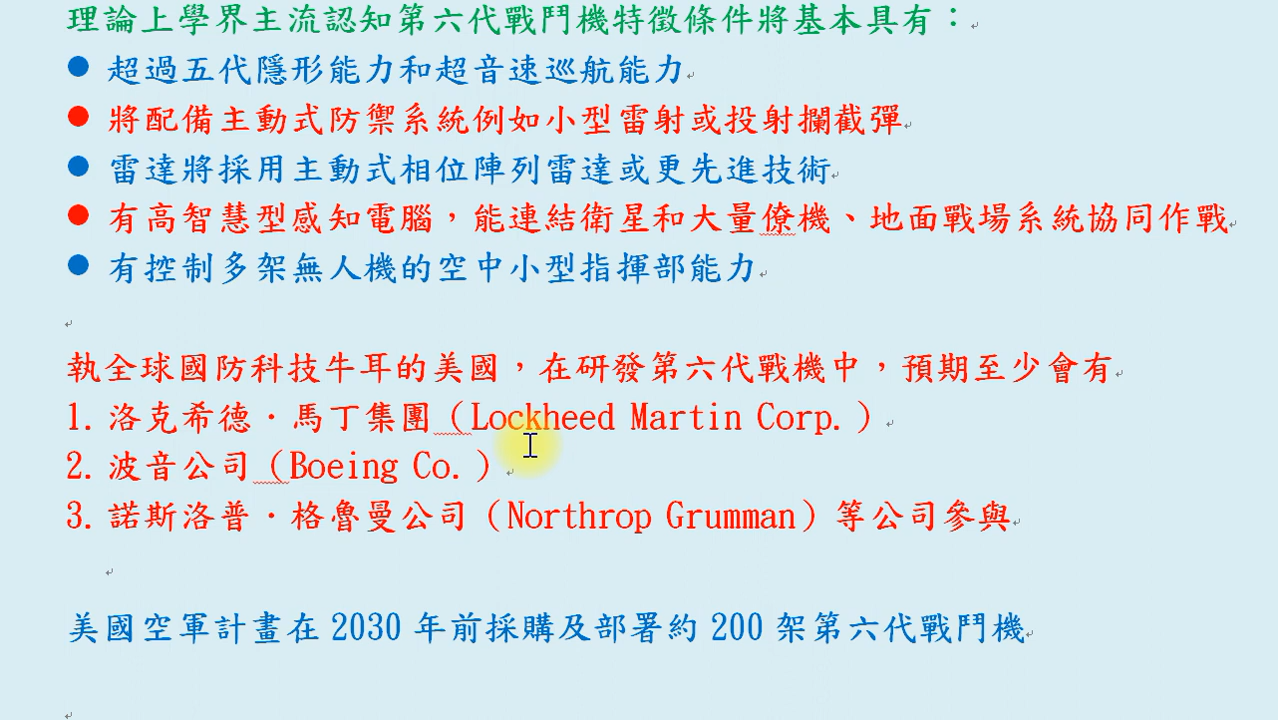 理論上學界主流認知第六代戰鬥機特徵條件將基本具有：
● 超過五代隱形能力和超音速巡航能力
● 將配備主動式防禦系統例如小型雷射或投射攔截彈
● 雷達將採用主動式相位陣列雷達或更先進技術
● 有高智慧型感知電腦，能連結衛星和大量僚機、地面戰場系統協同作戰
● 有控制多架無人機的空中小型指揮部能力
執全球國防科技牛耳的美國，在研發第六代戰機中，預期至少會有
1. 洛克希德．馬丁集團（Lockheed Martin Corp.）
2. 波音公司（Boeing Co.）
3. 諾斯洛普．格魯曼公司（Northrop Grumman）等公司參與
美國空軍計畫在 2030 年前採購及部署約 200 架第六代戰鬥機